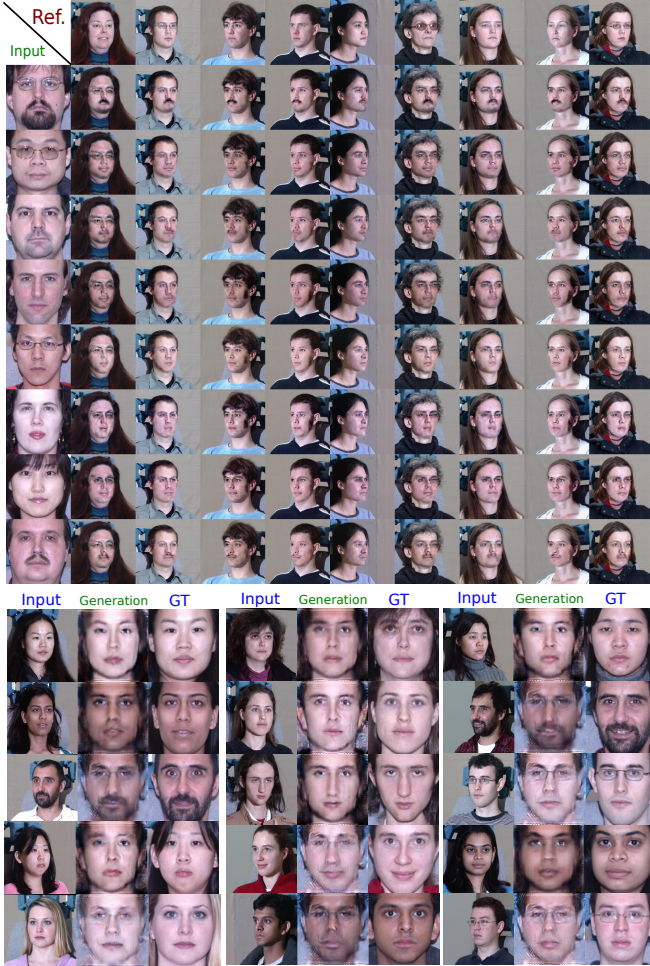 Ref.
Input
Input Generation GT Input Generation GT Input Generation GT